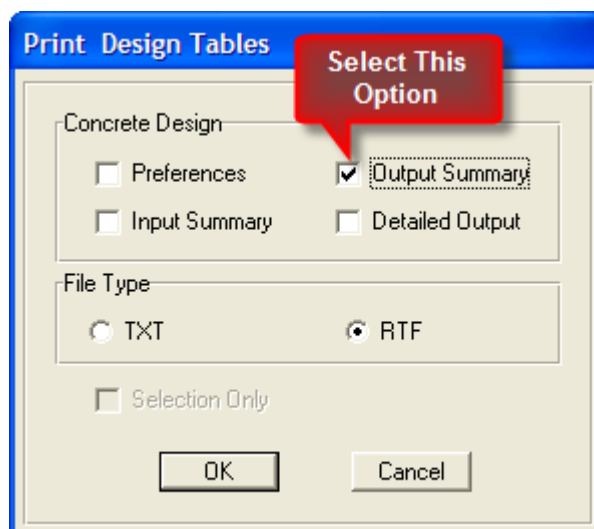 Print Design Tables
Select This
Option
Concrete Design
Preferences
Output Summary
Input Summary
Detailed Output
File Type
TXT
RTF
Selection Only
OK
Cancel